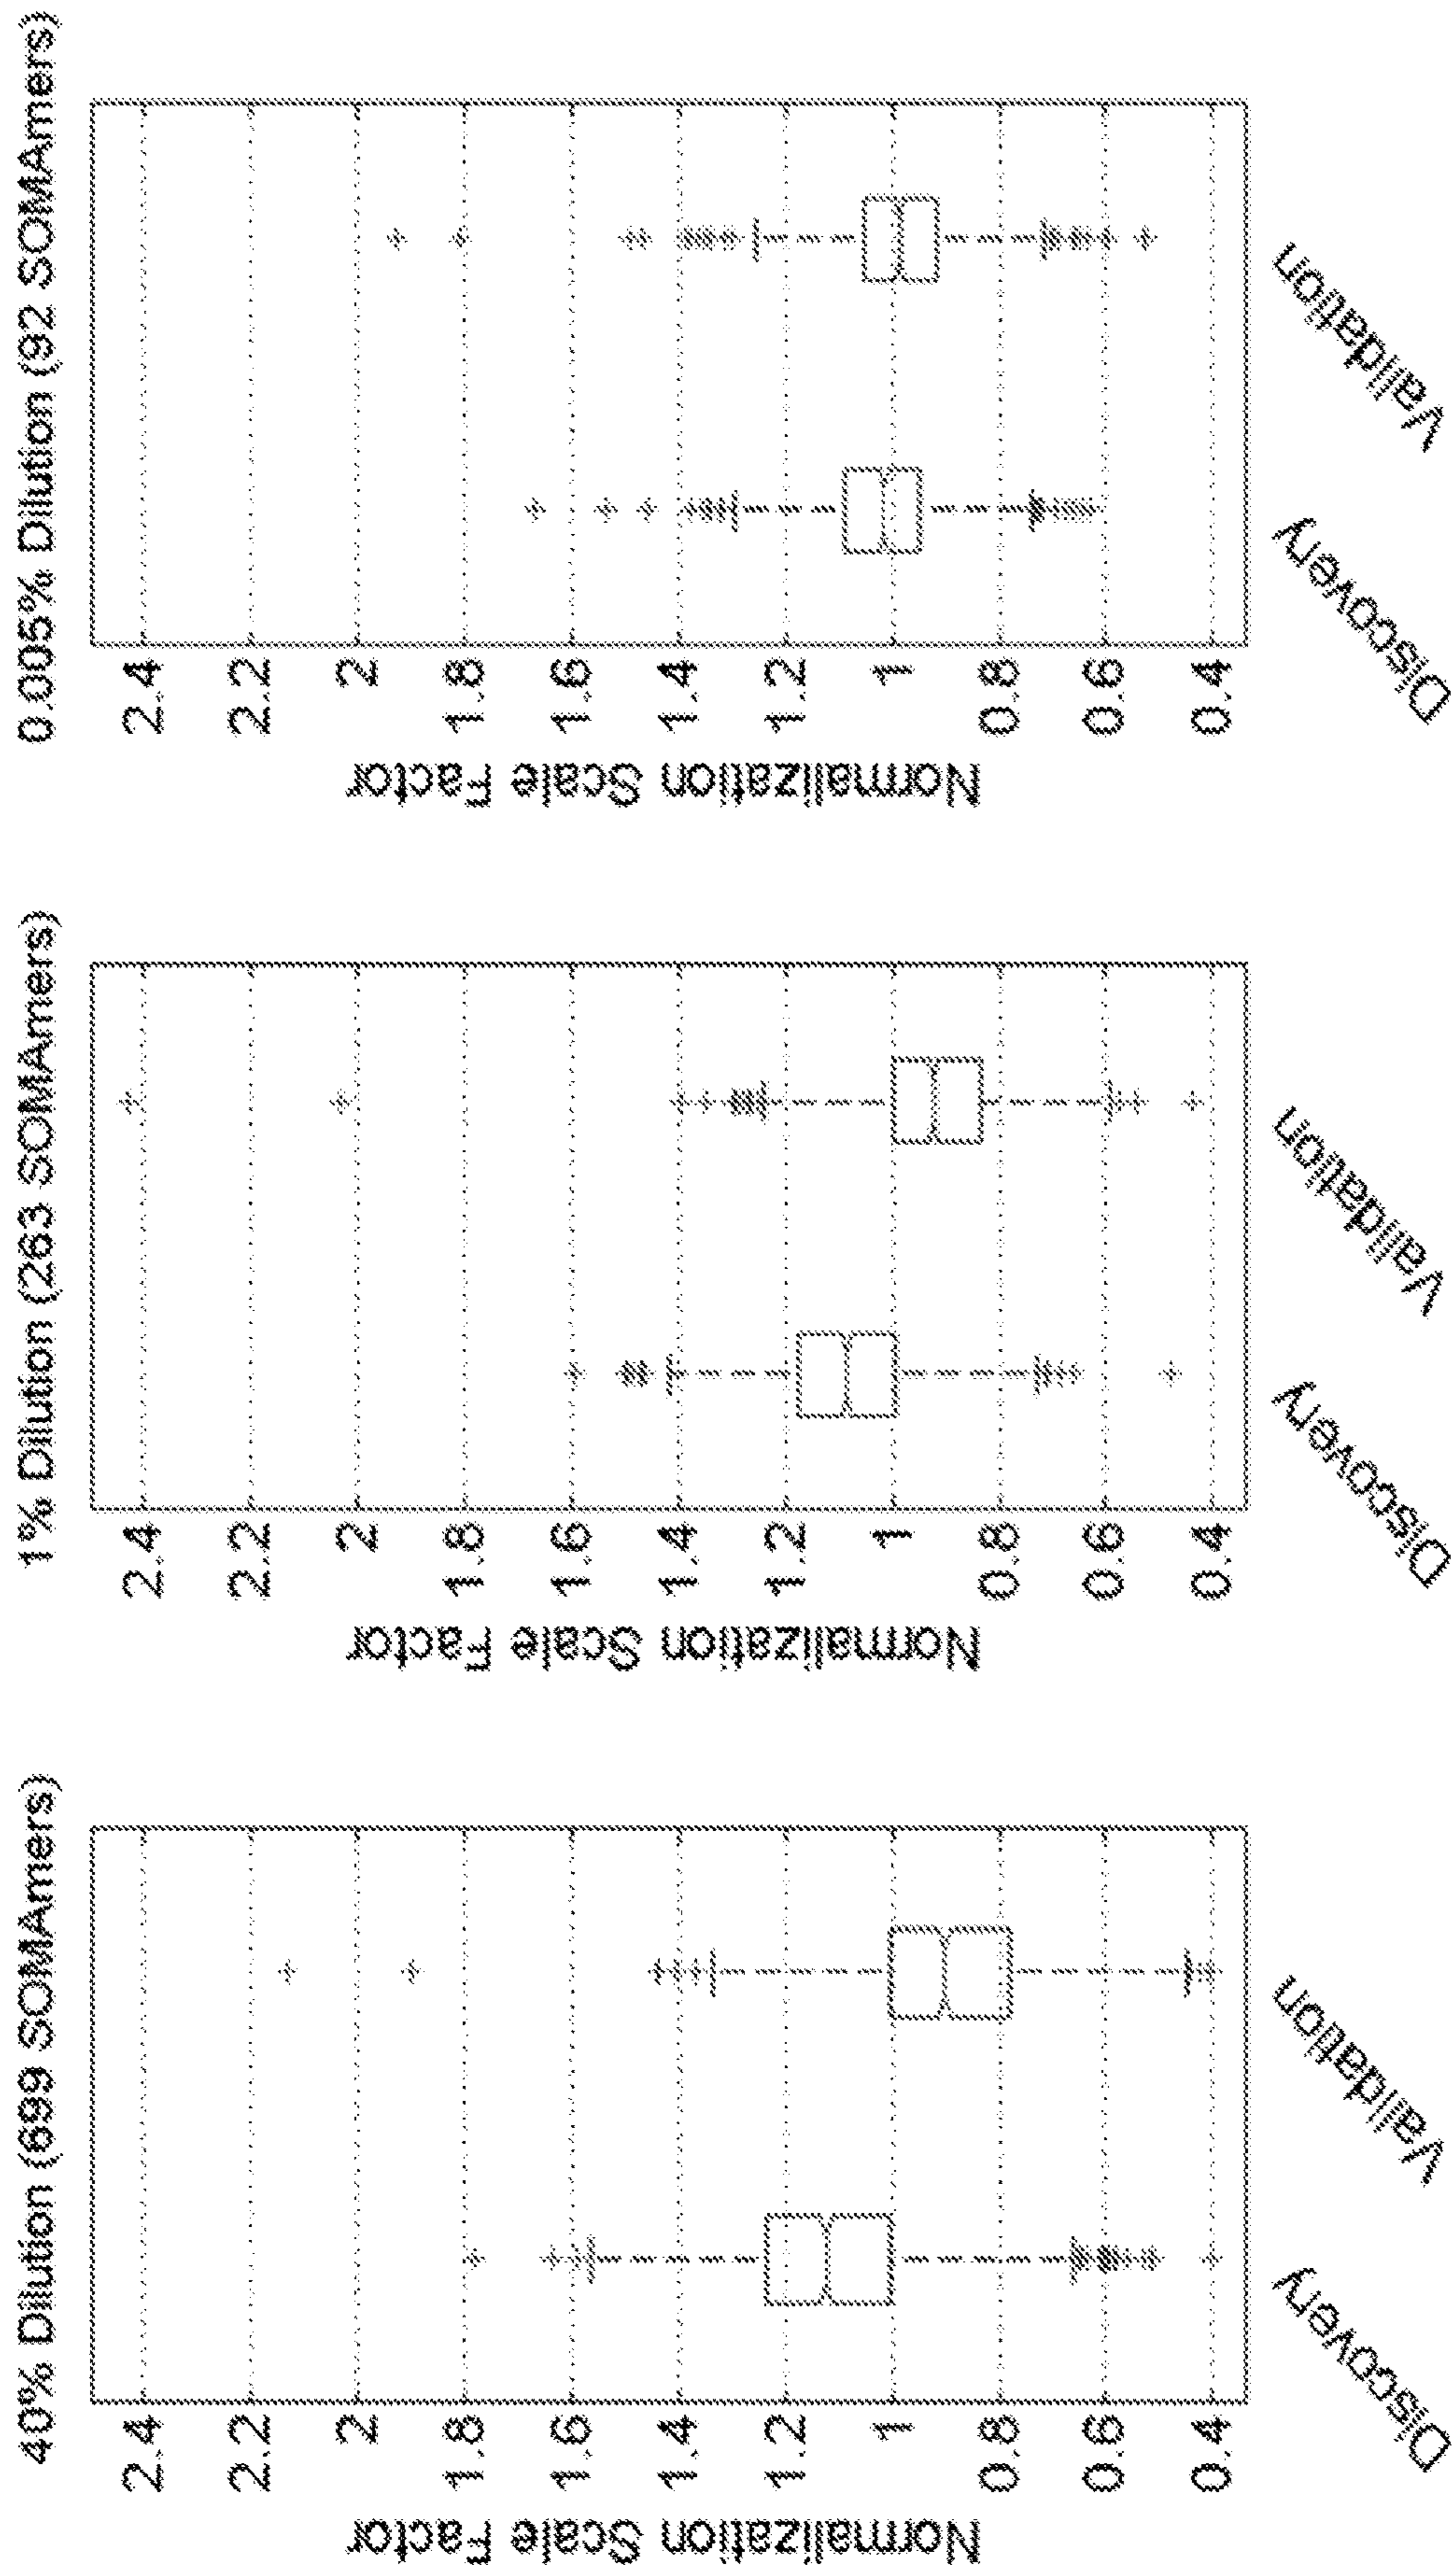 40% Dilution (699 SOMAmers)
Normalization Scale Factor
2.4
2.2
2
1.8
1.6
1.4
1.2
1
0.8
0.6
0.4
Discovery
Validation
1% Dilution (263 SOMAmers)
Normalization Scale Factor
2.4
2.2
2
1.8
1.6
1.4
1.2
1
0.8
0.6
0.4
Discovery
Validation
0.005% Dilution (92 SOMAmers)
Normalization Scale Factor
2.4
2.2
2
1.8
1.6
1.4
1.2
1
0.8
0.6
0.4
Discovery
Validation